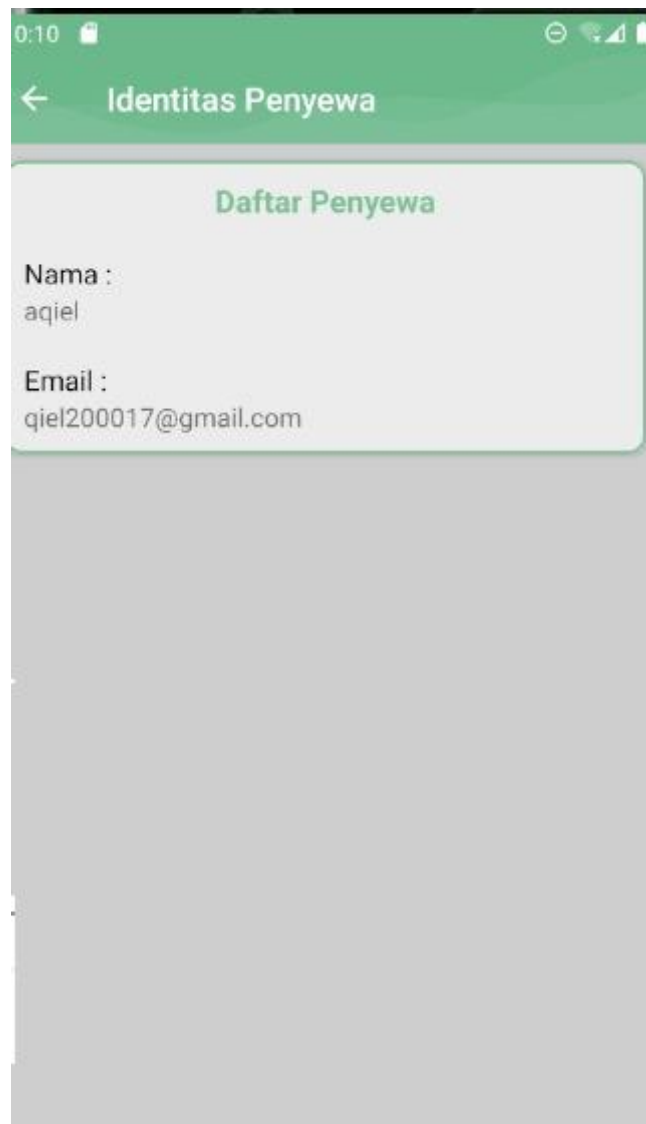 0:10
Identitas Penyewa
Daftar Penyewa
Nama :
aqiel
Email :
qiel200017@gmail.com